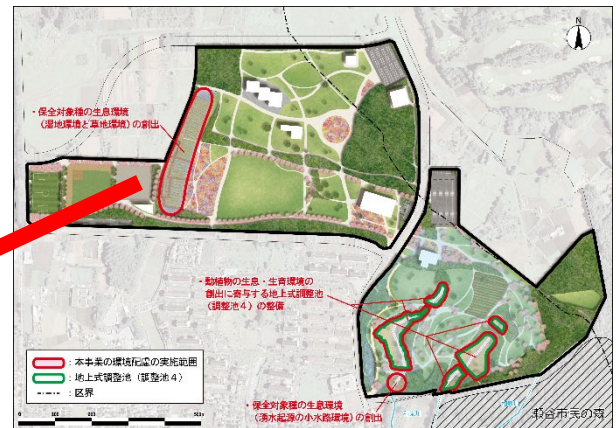 N
・保全対象種の生息環境
(湿地環境と草地環境)の創出
・動植物の生息・生育環境の
創出に寄与する地上式調整池
(調整池4)の整備
:本事業の環境配慮の実施範囲
:地上式調整池(調整池4)
:区界
・保全対象種の生息環境
(湧水起源の小水路環境)の創出
瀬谷市民の森